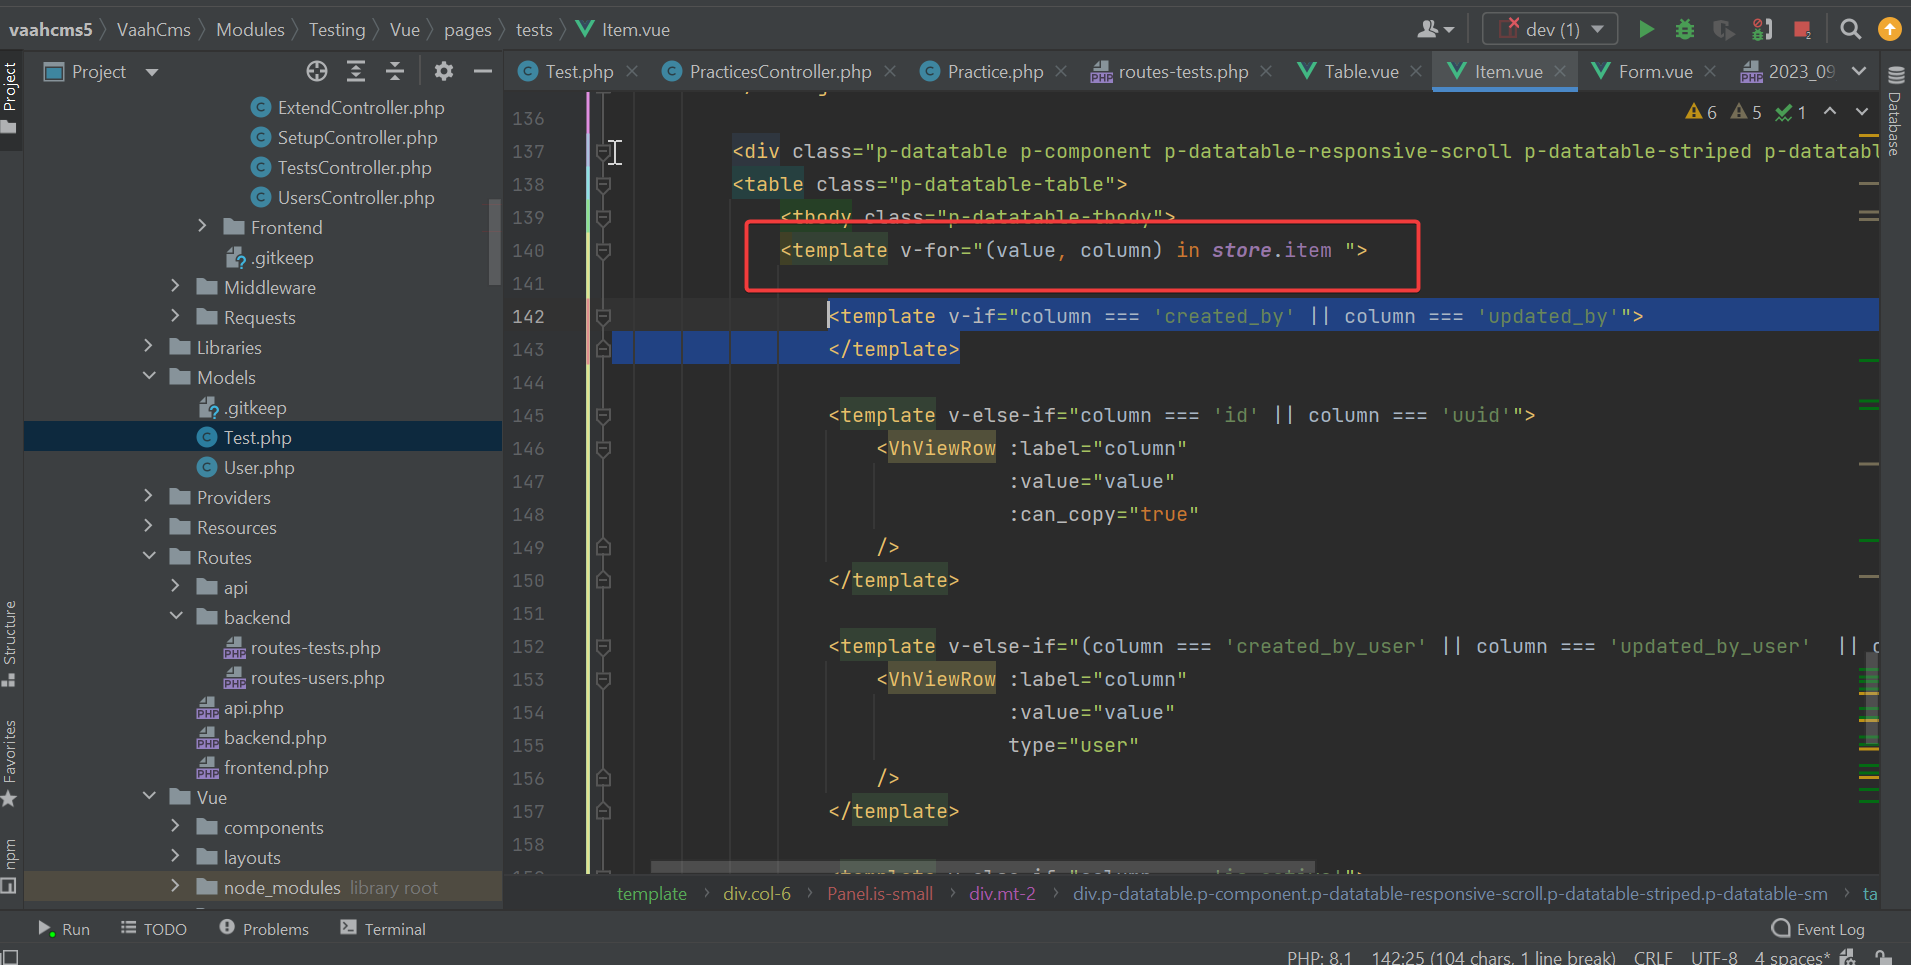 vaahcms5 VaahCms Modules Testing Vue pages tests Item.vue dev (1)
Project
Test.php PracticesController.php Practice.php routes-tests.php Table.vue Item.vue Form.vue 2023_09
Project
ExtendController.php
SetupController.php
TestsController.php
UsersController.php
Frontend
.gitkeep
Middleware
Requests
Libraries
Models
.gitkeep
Test.php
User.php
Providers
Resources
Routes
api
backend
routes-tests.php
routes-users.php
api.php
backend.php
frontend.php
Vue
components
layouts
node_modules library root
Structure
Favorites
npm
6 5 1
136
137 <div class="p-datatable p-component p-datatable-responsive-scroll p-datatable-striped p-datatabl
138 <table class="p-datatable-table">
139 <tbody class="p-datatable-tbody">
140 <template v-for="(value, column) in store.item ">
141
142 <template v-if="column === 'created_by' || column === 'updated_by'">
143 </template>
144
145 <template v-else-if="column === 'id' || column === 'uuid'">
146 <VhViewRow :label="column"
147 :value="value"
148 :can_copy="true"
149 />
150 </template>
151
152 <template v-else-if="(column === 'created_by_user' || column === 'updated_by_user' || c
153 <VhViewRow :label="column"
154 :value="value"
155 type="user"
156 />
157 </template>
158
Database
template div.col-6 Panel.is-small div.mt-2 div.p-datatable.p-component.p-datatable-responsive-scroll.p-datatable-striped.p-datatable-sm ta
Run TODO Problems Terminal Event Log
PHP: 8.1 142:25 (104 chars, 1 line break) CRLF UTF-8 4 spaces*